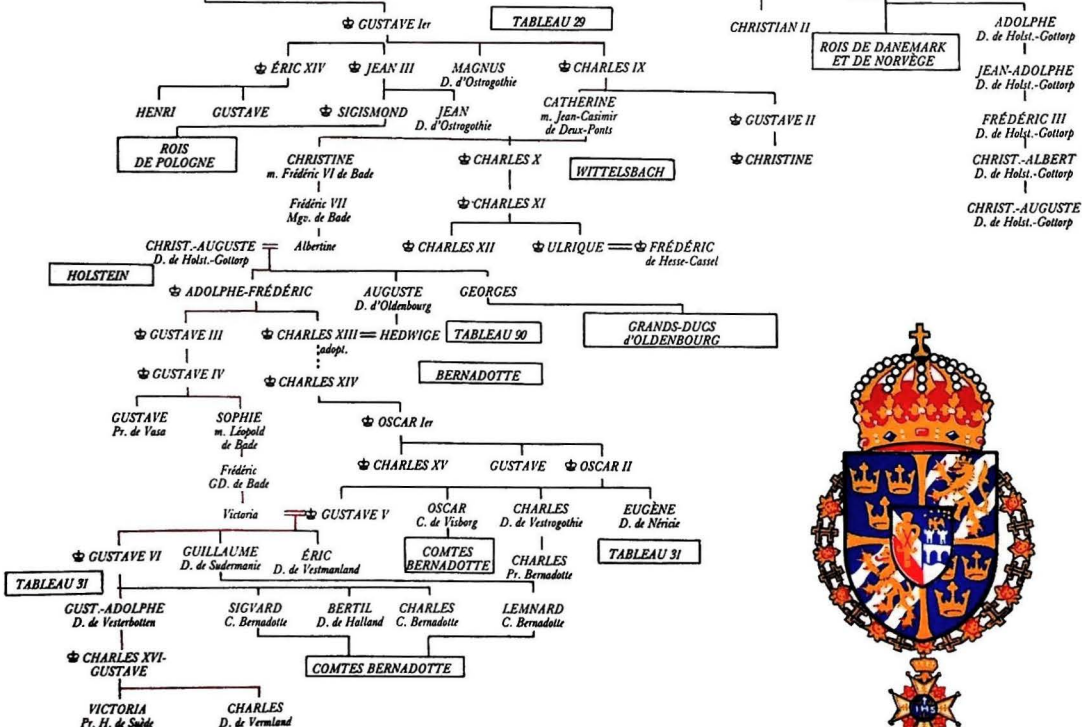 GUSTAVE Ier
TABLEAU 29
CHRISTIAN II
ROIS DE DANEMARK
ET DE NORVÈGE
ADOLPHE
D. de Holst.-Gottorp
ÉRIC XIV
JEAN III
MAGNUS
D. d'Ostrogothie
CHARLES IX
JEAN-ADOLPHE
D. de Holst.-Gottorp
HENRI
GUSTAVE
SIGISMOND
JEAN
D. d'Ostrogothie
CATHERINE
m. Jean-Casimir
de Deux-Ponts
GUSTAVE II
FRÉDÉRIC III
D. de Holst.-Gottorp
ROIS
DE POLOGNE
CHRISTINE
m. Frédéric VI de Bade
CHARLES X
WITTELSBACH
CHRISTINE
CHRIST.-ALBERT
D. de Holst.-Gottorp
Frédéric VII
Mgv. de Bade
CHARLES XI
CHRIST.-AUGUSTE
D. de Holst.-Gottorp
CHRIST.-AUGUSTE
D. de Holst.-Gottorp
Albertine
CHARLES XII
ULRIQUE
FRÉDÉRIC
de Hesse-Cassel
HOLSTEIN
ADOLPHE-FRÉDÉRIC
AUGUSTE
D. d'Oldenbourg
GEORGES
GUSTAVE III
CHARLES XIII
adopt.
HEDWIGE
TABLEAU 90
GRANDS-DUCS
d'OLDENBOURG
GUSTAVE IV
CHARLES XIV
BERNADOTTE
GUSTAVE
Pr. de Vasa
SOPHIE
m. Léopold
de Bade
OSCAR Ier
Frédéric
GD. de Bade
CHARLES XV
GUSTAVE
OSCAR II
Victoria
GUSTAVE V
OSCAR
C. de Visborg
CHARLES
D. de Vestrogothie
EUGÈNE
D. de Néricie
GUSTAVE VI
GUILLAUME
D. de Sudermanie
ÉRIC
D. de Vestmanland
COMTES
BERNADOTTE
CHARLES
Pr. Bernadotte
TABLEAU 31
TABLEAU 31
GUST.-ADOLPHE
D. de Vesterbotten
SIGVARD
C. Bernadotte
BERTIL
D. de Halland
CHARLES
C. Bernadotte
LEMNARD
C. Bernadotte
CHARLES XVI-
GUSTAVE
COMTES BERNADOTTE
VICTORIA
Pr. H. de Suède
CHARLES
D. de Vermland
IHS